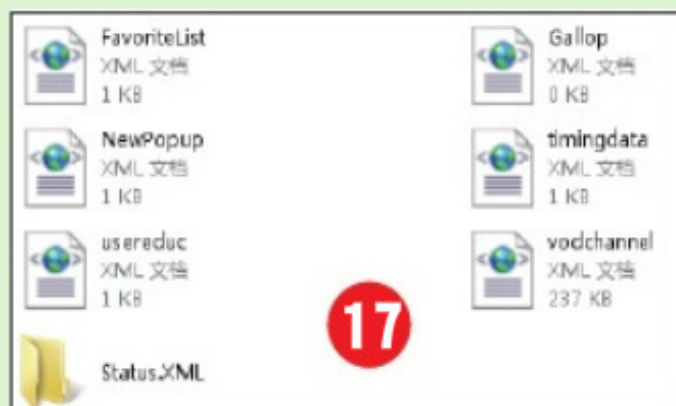 FavoriteList
XML 文档
1 KB
Gallop
XML 文档
0 KB
NewPopup
XML 文档
1 KB
timingdata
XML 文档
1 KB
usereduc
XML 文档
1 KB
vodchannel
XML 文档
237 KB
17
Status.XML